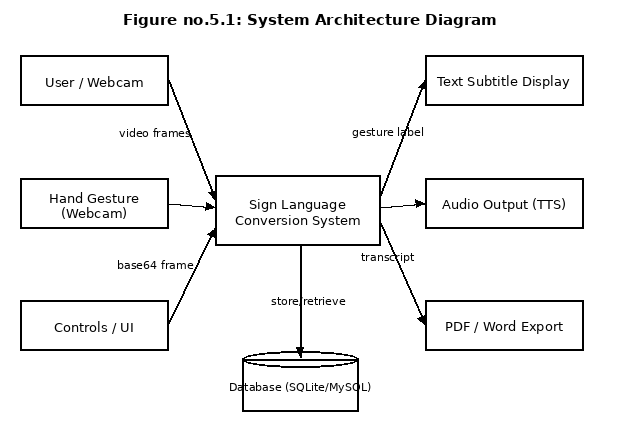 Figure no.5.1: System Architecture Diagram
User / Webcam
Text Subtitle Display
video frames
gesture label
Hand Gesture
(Webcam)
Sign Language
Conversion System
Audio Output (TTS)
base64 frame
transcript
store/retrieve
Controls / UI
PDF / Word Export
Database (SQLite/MySQL)